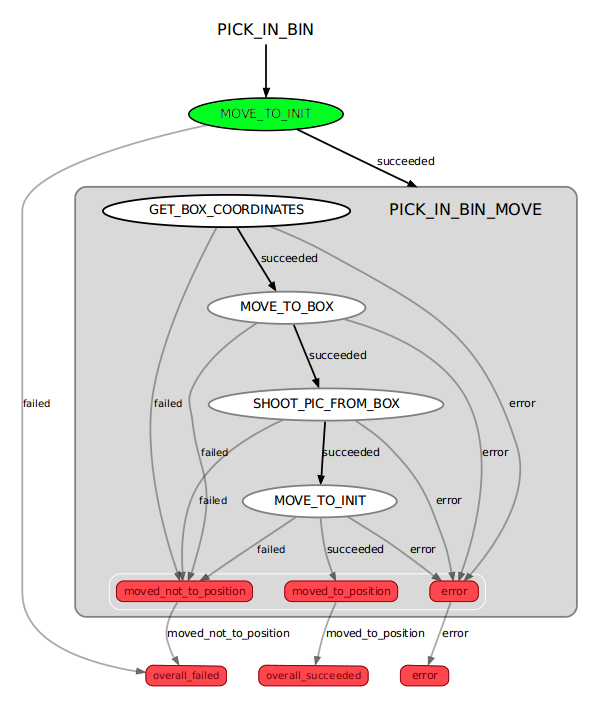 PICK_IN_BIN
MOVE_TO_INIT
succeeded
GET_BOX_COORDINATES
PICK_IN_BIN_MOVE
succeeded
MOVE_TO_BOX
succeeded
failed
failed
SHOOT_PIC_FROM_BOX
error
failed
succeeded
error
MOVE_TO_INIT
failed
error
failed
succeeded
error
moved_not_to_position
moved_to_position
error
moved_not_to_position
moved_to_position
error
overall_failed
overall_succeeded
error